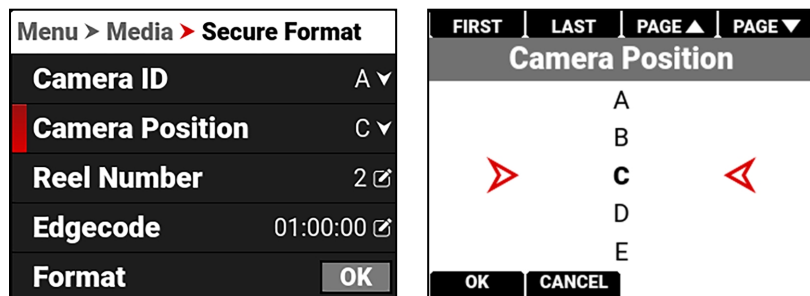 Menu > Media > Secure Format
Camera ID A
Camera Position C
Reel Number 2
Edgecode 01:00:00
Format OK
FIRST LAST PAGE▲ PAGE▼
Camera Position
A
B
C
D
E
OK CANCEL